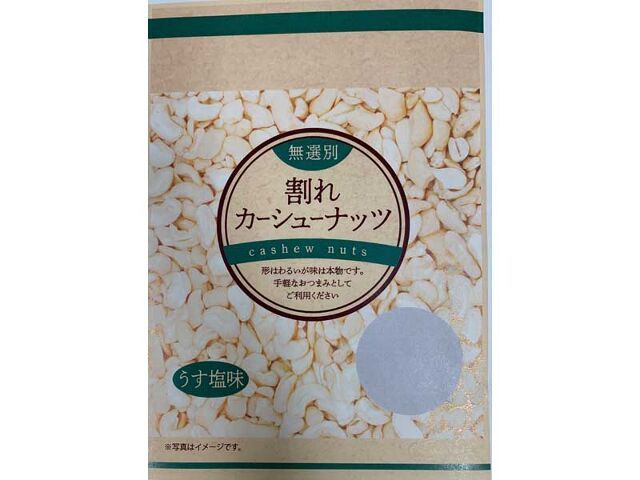 無選別
割れ
カーシューナッツ
cashew nuts
形はわるいが味は本物です。
手軽なおつまみとして
ご利用ください
うす塩味
※写真はイメージです。